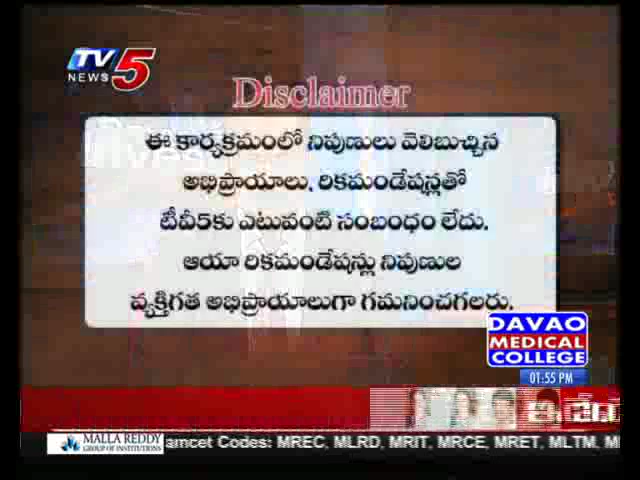 TV5
NEWS
Disclaimer
ఈ కార్యక్రమంలో నిపుణులు వెలిబుచ్చిన
అభిప్రాయాలు, రికమండేషన్లతో
టీవీ5కు ఎటువంటి సంబంధం లేదు.
ఆయా రికమండేషన్లు నిపుణుల
వ్యక్తిగత అభిప్రాయాలుగా గమనించగలరు.
DAVAO
MEDICAL
COLLEGE
01:55 PM
MALLA REDDY
GROUP OF INSTITUTIONS
amcet Codes: MREC, MLRD, MRIT, MRCE, MRET, MLTM,